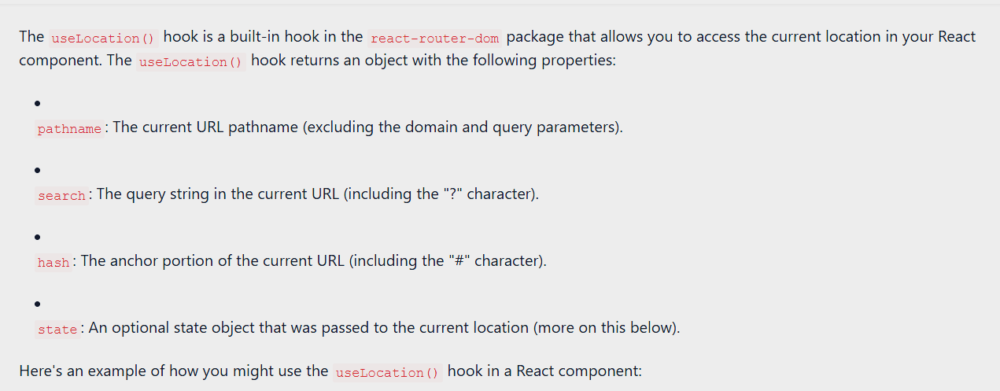 The useLocation() hook is a built-in hook in the react-router-dom package that allows you to access the current location in your React
component. The useLocation() hook returns an object with the following properties:
•
pathname: The current URL pathname (excluding the domain and query parameters).
•
search: The query string in the current URL (including the "?" character).
•
hash: The anchor portion of the current URL (including the "#" character).
•
state: An optional state object that was passed to the current location (more on this below).
Here's an example of how you might use the useLocation() hook in a React component: